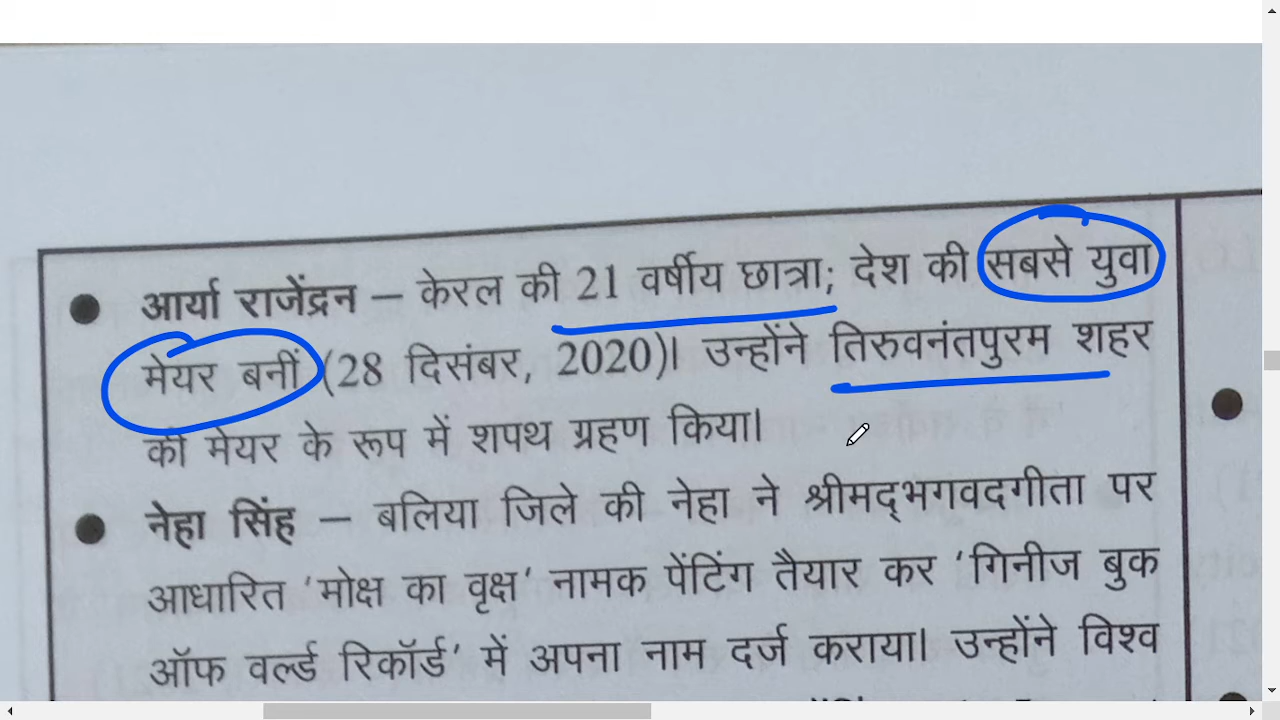 आर्या राजेंद्रन – केरल की 21 वर्षीय छात्रा; देश की सबसे युवा
मेयर बनीं (28 दिसंबर, 2020)। उन्होंने तिरुवनंतपुरम शहर
की मेयर के रूप में शपथ ग्रहण किया।
नेहा सिंह – बलिया जिले की नेहा ने श्रीमद्भगवदगीता पर
आधारित 'मोक्ष का वृक्ष' नामक पेंटिंग तैयार कर 'गिनीज बुक
ऑफ वर्ल्ड रिकॉर्ड' में अपना नाम दर्ज कराया। उन्होंने विश्व